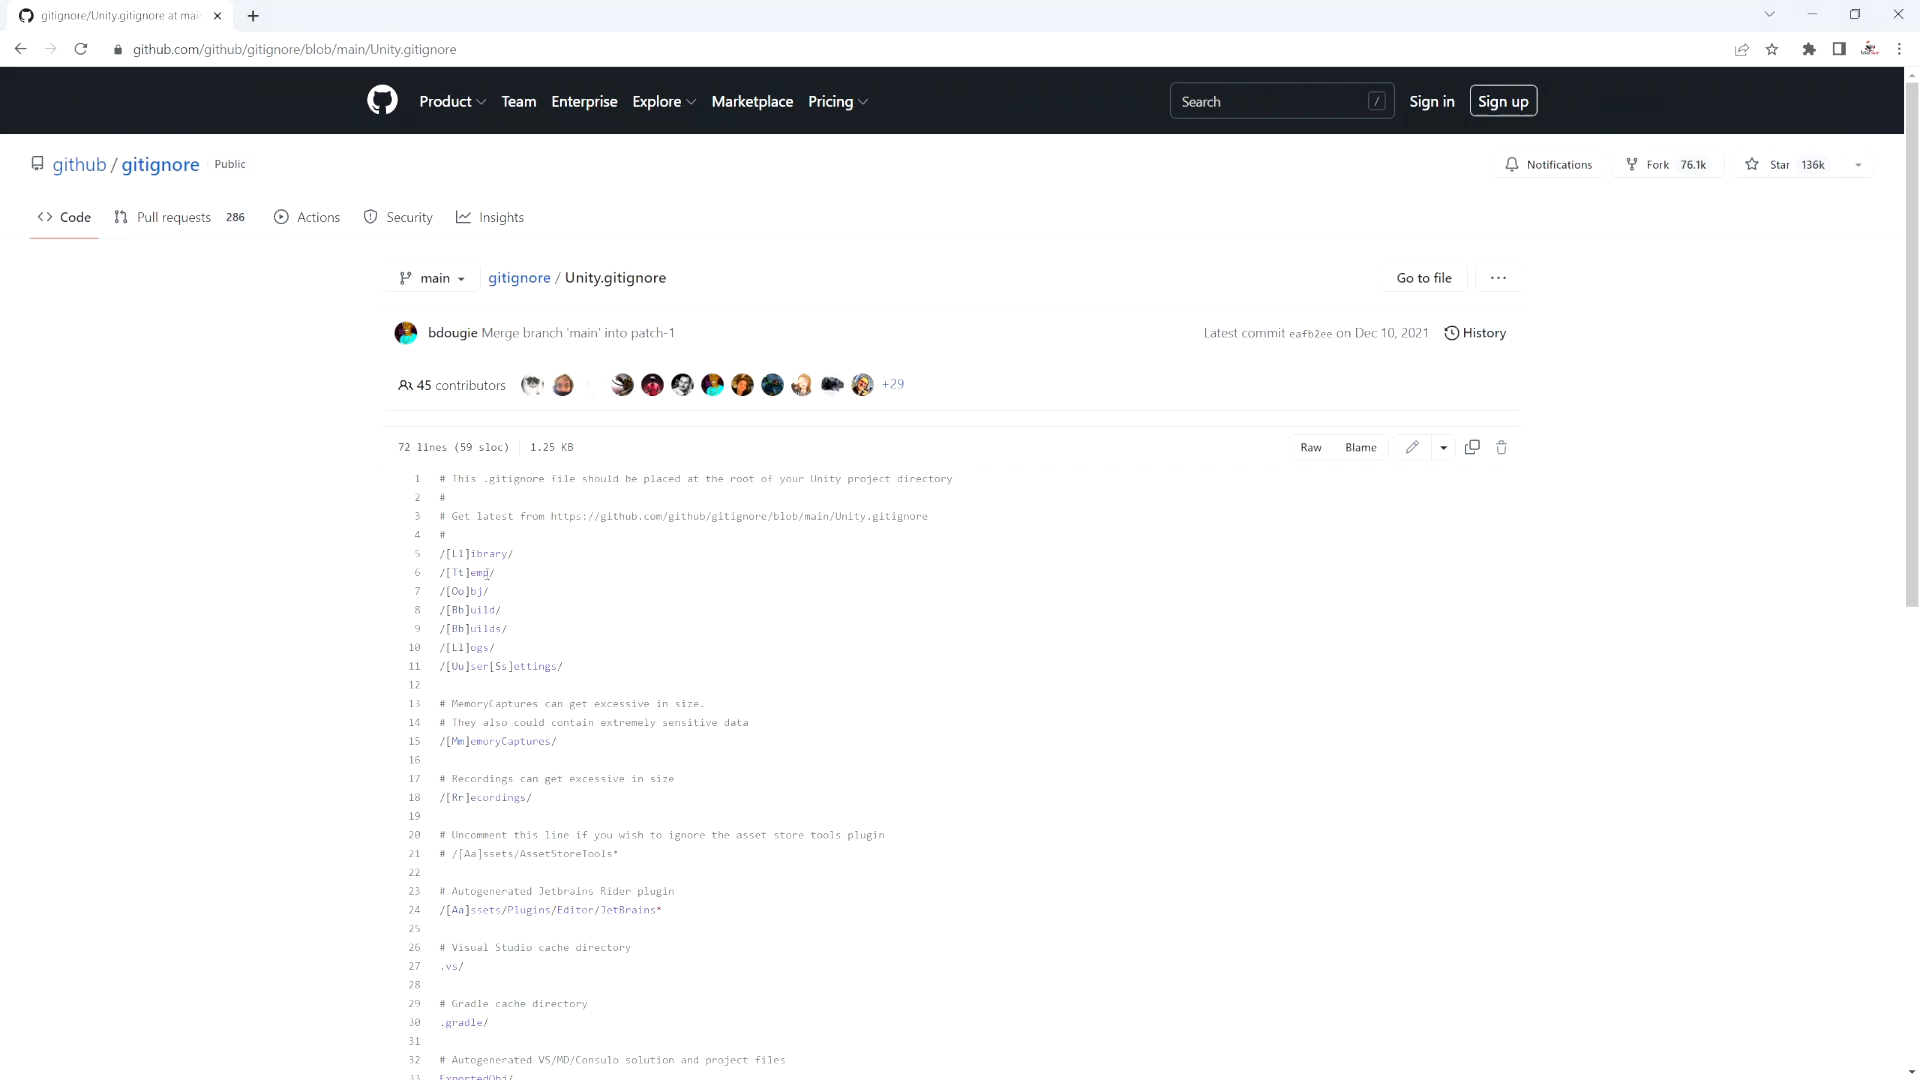 gitignore/Unity.gitignore at mai
github.com/github/gitignore/blob/main/Unity.gitignore
Product Team Enterprise Explore Marketplace Pricing Search / Sign in Sign up
github / gitignore Public Notifications Fork 76.1k Star 136k
Code Pull requests 286 Actions Security Insights
main gitignore / Unity.gitignore Go to file ...
bdougie Merge branch 'main' into patch-1 Latest commit eafb2ee on Dec 10, 2021 History
45 contributors +29
72 lines (59 sloc) 1.25 KB Raw Blame
1 # This .gitignore file should be placed at the root of your Unity project directory
2 #
3 # Get latest from https://github.com/github/gitignore/blob/main/Unity.gitignore
4 #
5 /[Ll]ibrary/
6 /[Tt]emp/
7 /[Oo]bj/
8 /[Bb]uild/
9 /[Bb]uilds/
10 /[Ll]ogs/
11 /[Uu]ser[Ss]ettings/
12
13 # MemoryCaptures can get excessive in size.
14 # They also could contain extremely sensitive data
15 /[Mm]emoryCaptures/
16
17 # Recordings can get excessive in size
18 /[Rr]ecordings/
19
20 # Uncomment this line if you wish to ignore the asset store tools plugin
21 # /[Aa]ssets/AssetStoreTools*
22
23 # Autogenerated Jetbrains Rider plugin
24 /[Aa]ssets/Plugins/Editor/JetBrains*
25
26 # Visual Studio cache directory
27 .vs/
28
29 # Gradle cache directory
30 .gradle/
31
32 # Autogenerated VS/MD/Consulo solution and project files
33 ExportedObj/